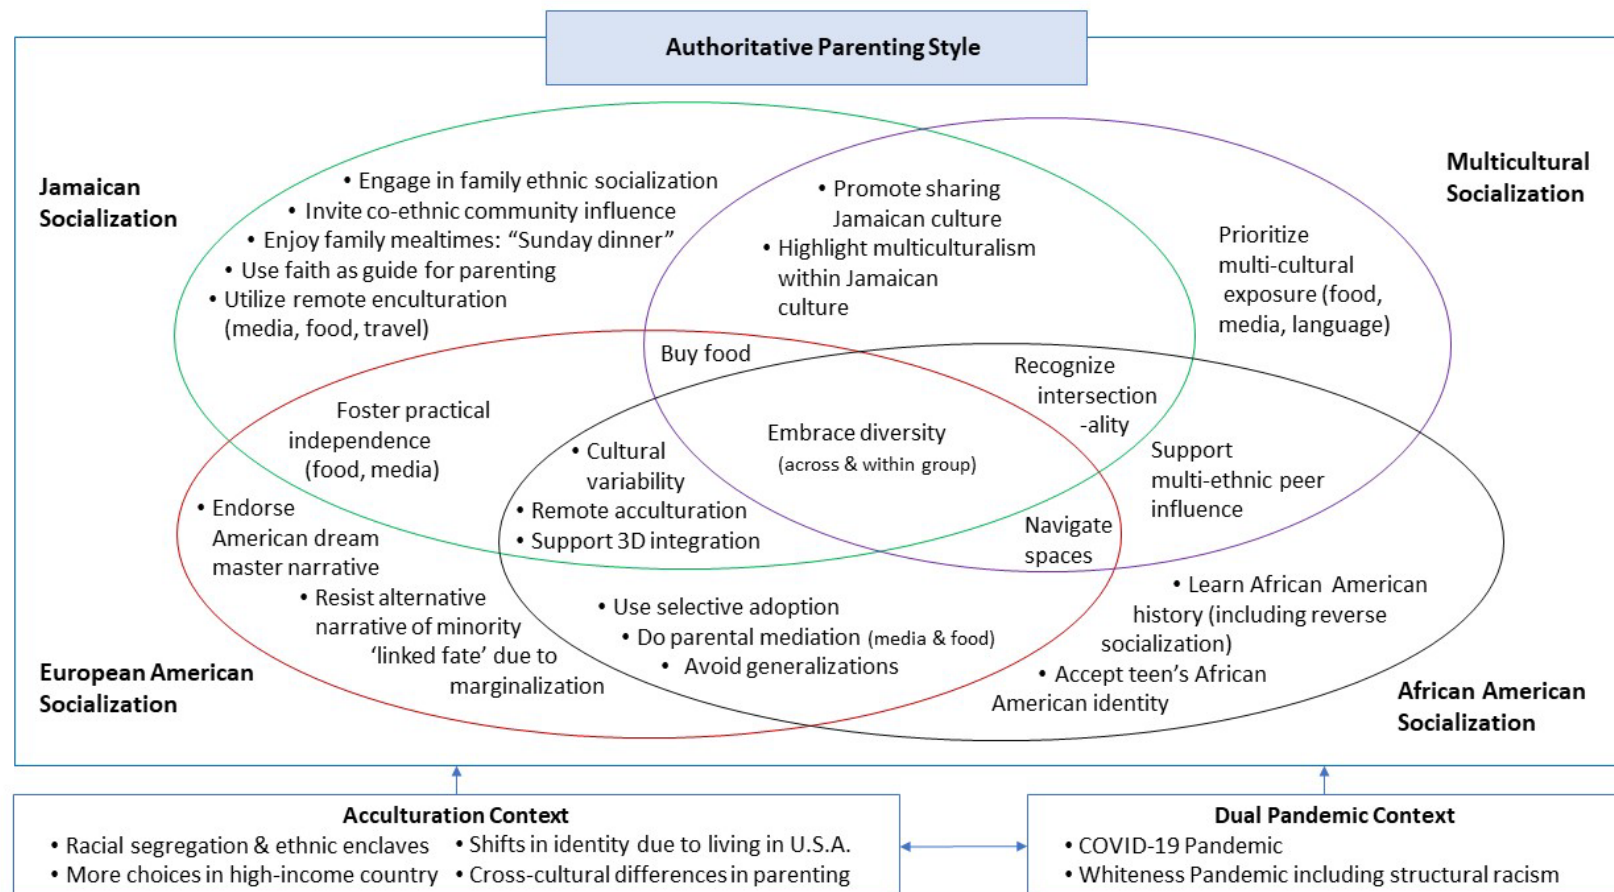 Authoritative Parenting Style
Jamaican
Socialization
• Engage in family ethnic socialization
• Invite co-ethnic community influence
• Enjoy family mealtimes: “Sunday dinner”
• Use faith as guide for parenting
• Utilize remote enculturation
(media, food, travel)
• Promote sharing
Jamaican culture
• Highlight multiculturalism
within Jamaican
culture
Multicultural
Socialization
Prioritize
multi-cultural
exposure (food,
media, language)
Buy food
Recognize
intersection
-ality
Foster practical
independence
(food, media)
• Cultural
variability
• Remote acculturation
• Support 3D integration
Embrace diversity
(across & within group)
Support
multi-ethnic peer
influence
Navigate
spaces
• Endorse
American dream
master narrative
• Resist alternative
narrative of minority
‘linked fate’ due to
marginalization
• Use selective adoption
• Do parental mediation (media & food)
• Avoid generalizations
• Learn African American
history (including reverse
socialization)
• Accept teen’s African
American identity
European American
Socialization
African American
Socialization
Acculturation Context
• Racial segregation & ethnic enclaves
• More choices in high-income country
• Shifts in identity due to living in U.S.A.
• Cross-cultural differences in parenting
Dual Pandemic Context
• COVID-19 Pandemic
• Whiteness Pandemic including structural racism